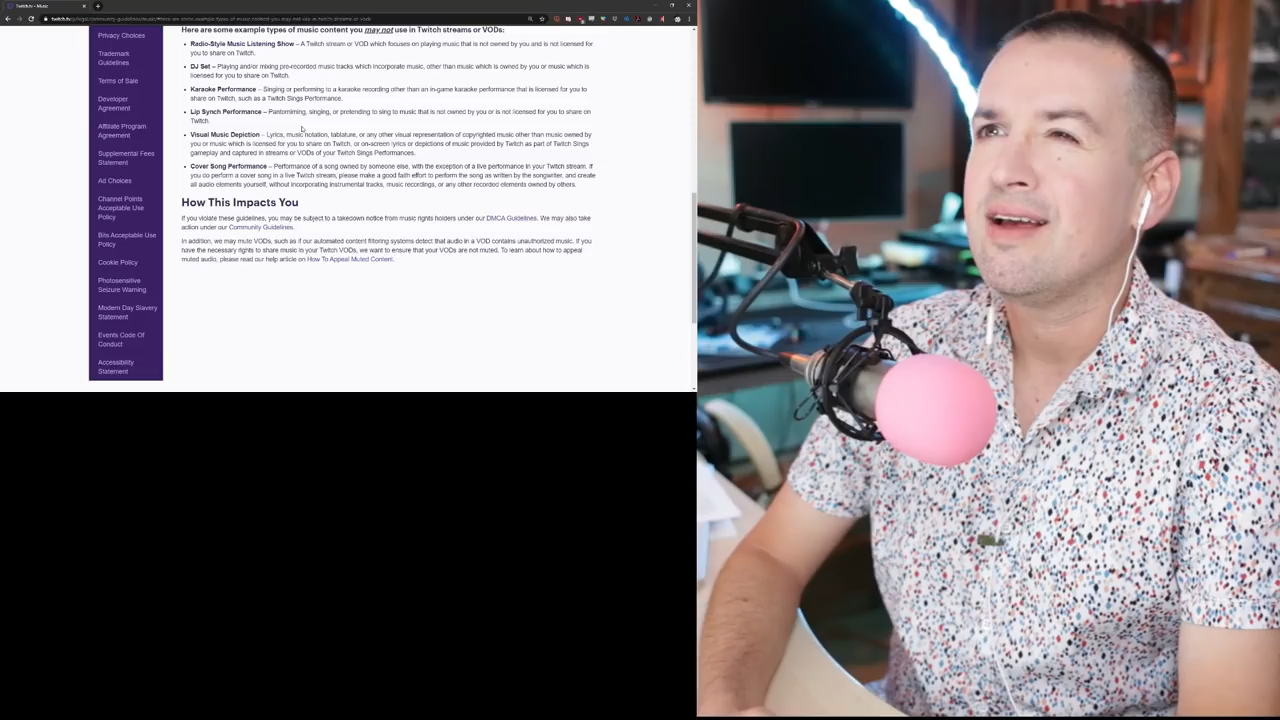 Twitch.tv - Music
Privacy Choices
Trademark
Guidelines
Terms of Sale
Developer
Agreement
Affiliate Program
Agreement
Supplemental Fees
Statement
Ad Choices
Channel Points
Acceptable Use
Policy
Bits Acceptable Use
Policy
Cookie Policy
Photosensitive
Seizure Warning
Modern Day Slavery
Statement
Events Code Of
Conduct
Accessibility
Statement
Here are some example types of music content you may not use in Twitch streams or VODs:
• Radio-Style Music Listening Show – A Twitch stream or VOD which focuses on playing music that is not owned by you and is not licensed for
you to share on Twitch.
• DJ Set – Playing and/or mixing pre-recorded music tracks which incorporate music, other than music which is owned by you or music which is
licensed for you to share on Twitch.
• Karaoke Performance – Singing or performing to a karaoke recording other than an in-game karaoke performance that is licensed for you to
share on Twitch, such as a Twitch Sings Performance.
• Lip Synch Performance – Pantomiming, singing, or pretending to sing to music that is not owned by you or is not licensed for you to share on
Twitch.
• Visual Music Depiction – Lyrics, music notation, tablature, or any other visual representation of copyrighted music other than music owned by
you or music which is licensed for you to share on Twitch, or on-screen lyrics or depictions of music provided by Twitch as part of Twitch Sings
gameplay and captured in streams or VODs of your Twitch Sings Performances.
• Cover Song Performance – Performance of a song owned by someone else, with the exception of a live performance in your Twitch stream. If
you do perform a cover song in a live Twitch stream, please make a good faith effort to perform the song as written by the songwriter, and create
all audio elements yourself, without incorporating instrumental tracks, music recordings, or any other recorded elements owned by others.
How This Impacts You
If you violate these guidelines, you may be subject to a takedown notice from music rights holders under our DMCA Guidelines. We may also take
action under our Community Guidelines.
In addition, we may mute VODs, such as if our automated content filtering systems detect that audio in a VOD contains unauthorized music. If you
have the necessary rights to share music in your Twitch VODs, we want to ensure that your VODs are not muted. To learn about how to appeal
muted audio, please read our help article on How To Appeal Muted Content.